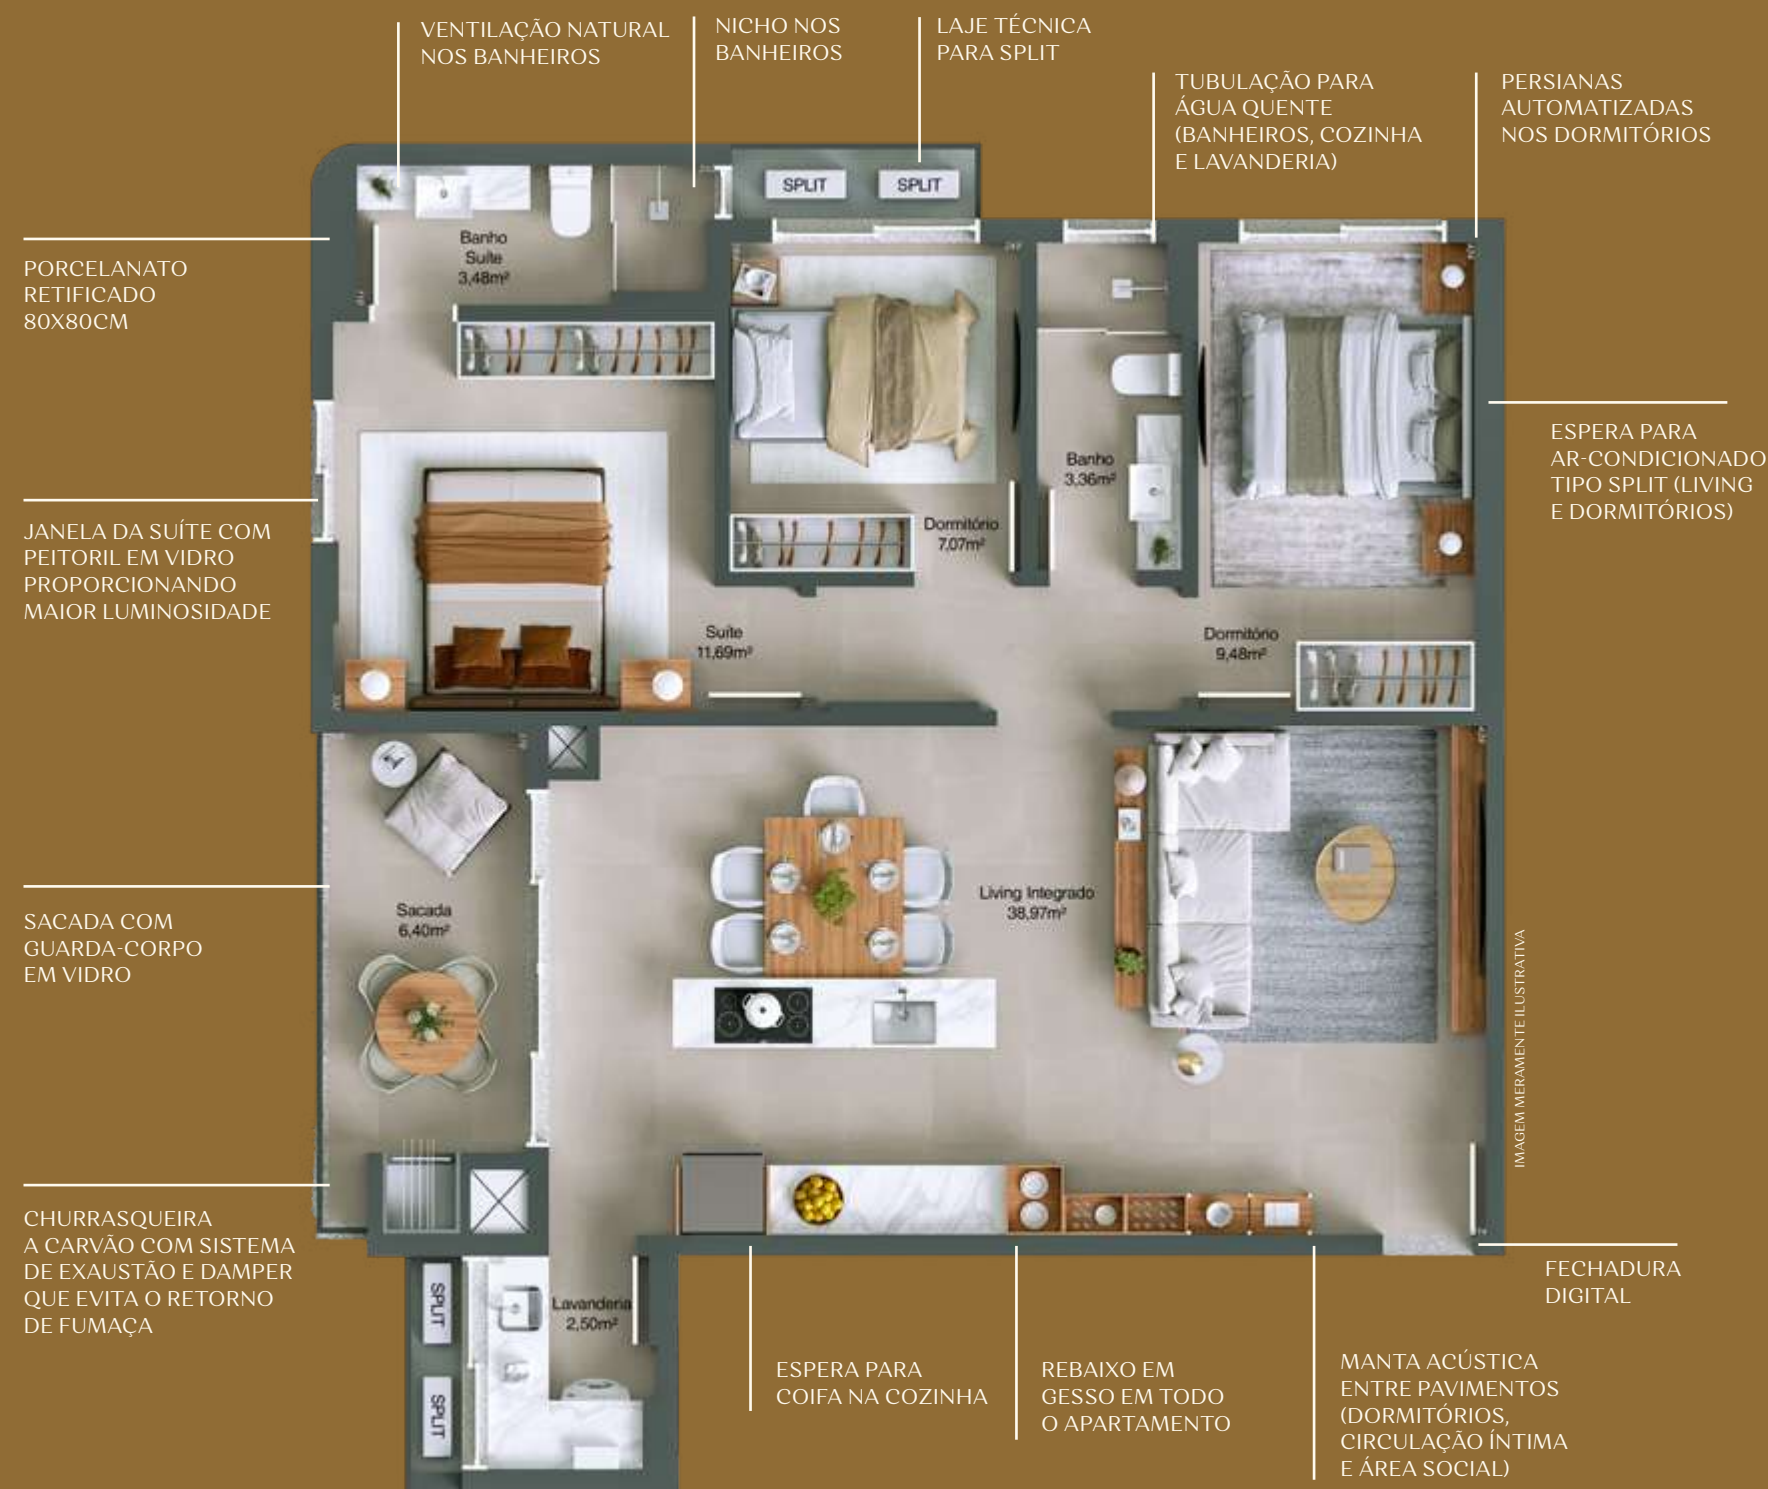 VENTILAÇÃO NATURAL
NOS BANHEIROS
NICHO NOS
BANHEIROS
LAJE TÉCNICA
PARA SPLIT
TUBULAÇÃO PARA
ÁGUA QUENTE
(BANHEIROS, COZINHA
E LAVANDERIA)
PERSIANAS
AUTOMATIZADAS
NOS DORMITÓRIOS
SPLIT
SPLIT
Banho
Suíte
3,48m²
PORCELANATO
RETIFICADO
80X80CM
ESPERA PARA
AR-CONDICIONADO
TIPO SPLIT (LIVING
E DORMITÓRIOS)
Banho
3,36m²
Dormitório
7,07m²
JANELA DA SUÍTE COM
PEITORIL EM VIDRO
PROPORCIONANDO
MAIOR LUMINOSIDADE
Suíte
11,69m²
Dormitório
9,48m²
Living Integrado
38,97m²
Sacada
6,40m²
SACADA COM
GUARDA-CORPO
EM VIDRO
IMAGEM MERAMENTE ILUSTRATIVA
CHURRASQUEIRA
A CARVÃO COM SISTEMA
DE EXAUSTÃO E DAMPER
QUE EVITA O RETORNO
DE FUMAÇA
SPLIT
SPLIT
Lavanderia
2,50m²
FECHADURA
DIGITAL
ESPERA PARA
COIFA NA COZINHA
REBAIXO EM
GESSO EM TODO
O APARTAMENTO
MANTA ACÚSTICA
ENTRE PAVIMENTOS
(DORMITÓRIOS,
CIRCULAÇÃO ÍNTIMA
E ÁREA SOCIAL)